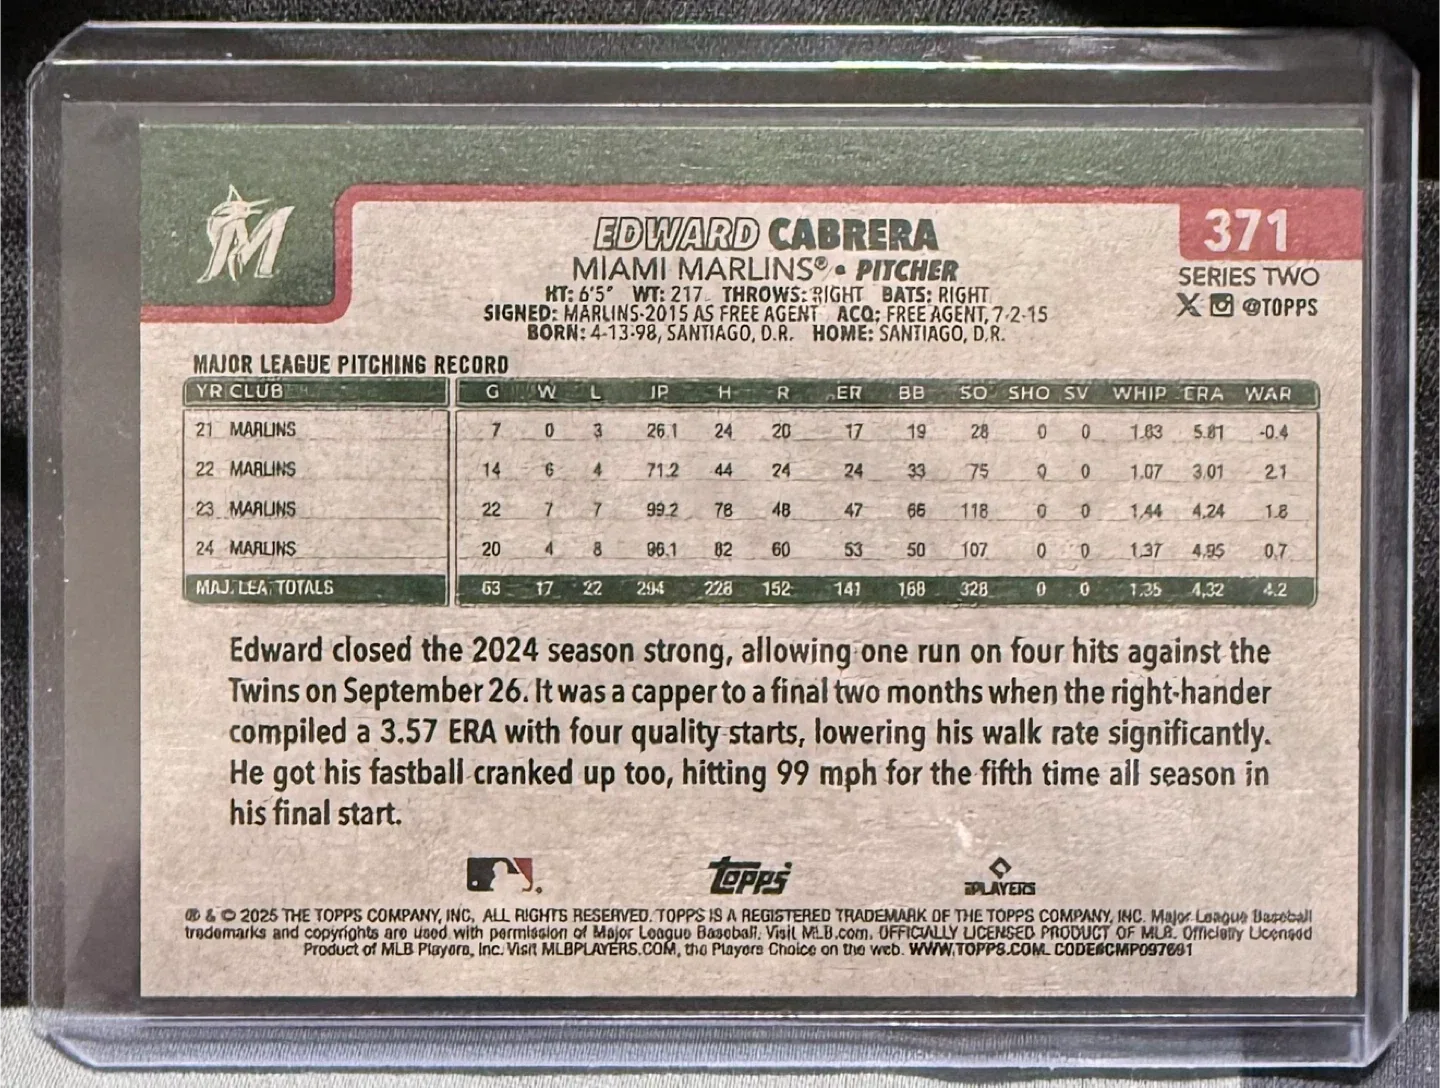 M
EDWARD CABRERA
371
MIAMI MARLINS® • PITCHER
SERIES TWO
HT: 6'5" WT: 217 THROWS: RIGHT BATS: RIGHT
@TOPPS
SIGNED: MARLINS-2015 AS FREE AGENT ACQ: FREE AGENT, 7-2-15
BORN: 4-13-98, SANTIAGO, D.R. HOME: SANTIAGO, D.R.
MAJOR LEAGUE PITCHING RECORD
YR CLUB G W L IP H R ER BB SO SHO SV WHIP ERA WAR
21 MARLINS 7 0 3 26.1 24 20 17 19 28 0 0 1.63 5.81 -0.4
22 MARLINS 14 6 4 71.2 44 24 24 33 75 0 0 1.07 3.01 2.1
23 MARLINS 22 7 7 99.2 78 48 47 66 118 0 0 1.44 4.24 1.8
24 MARLINS 20 4 8 96.1 82 60 53 50 107 0 0 1.37 4.95 0.7
MAJ. LEA. TOTALS 63 17 22 294 228 152 141 168 328 0 0 1.35 4.32 4.2
Edward closed the 2024 season strong, allowing one run on four hits against the
Twins on September 26. It was a capper to a final two months when the right-hander
compiled a 3.57 ERA with four quality starts, lowering his walk rate significantly.
He got his fastball cranked up too, hitting 99 mph for the fifth time all season in
his final start.
topps PLAYERS
® & © 2025 THE TOPPS COMPANY, INC, ALL RIGHTS RESERVED. TOPPS IS A REGISTERED TRADEMARK OF THE TOPPS COMPANY, INC. Major League Baseball
trademarks and copyrights are used with permission of Major League Baseball. Visit MLB.com. OFFICIALLY LICENSED PRODUCT OF MLB. Officially Licensed
Product of MLB Players, Inc. Visit MLBPLAYERS.COM, the Players Choice on the web. WWW.TOPPS.COM CODE#CMP097691